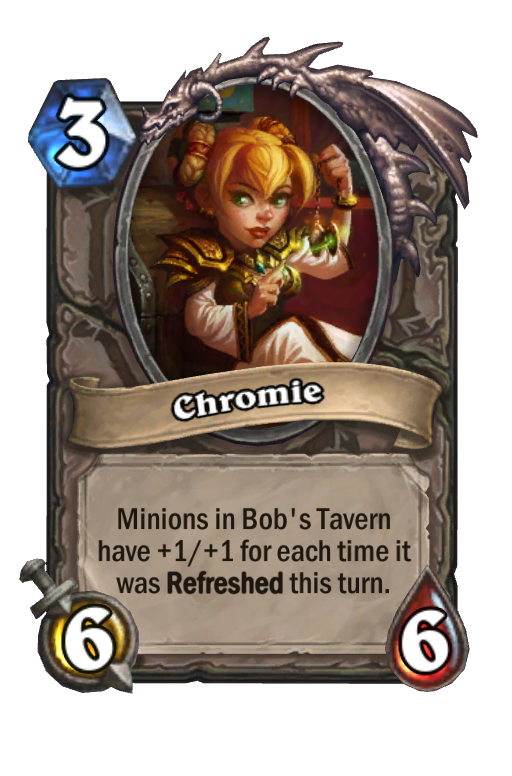 3
Chromie
Minions in Bob's Tavern
have +1/+1 for each time it
was Refreshed this turn.
6
6